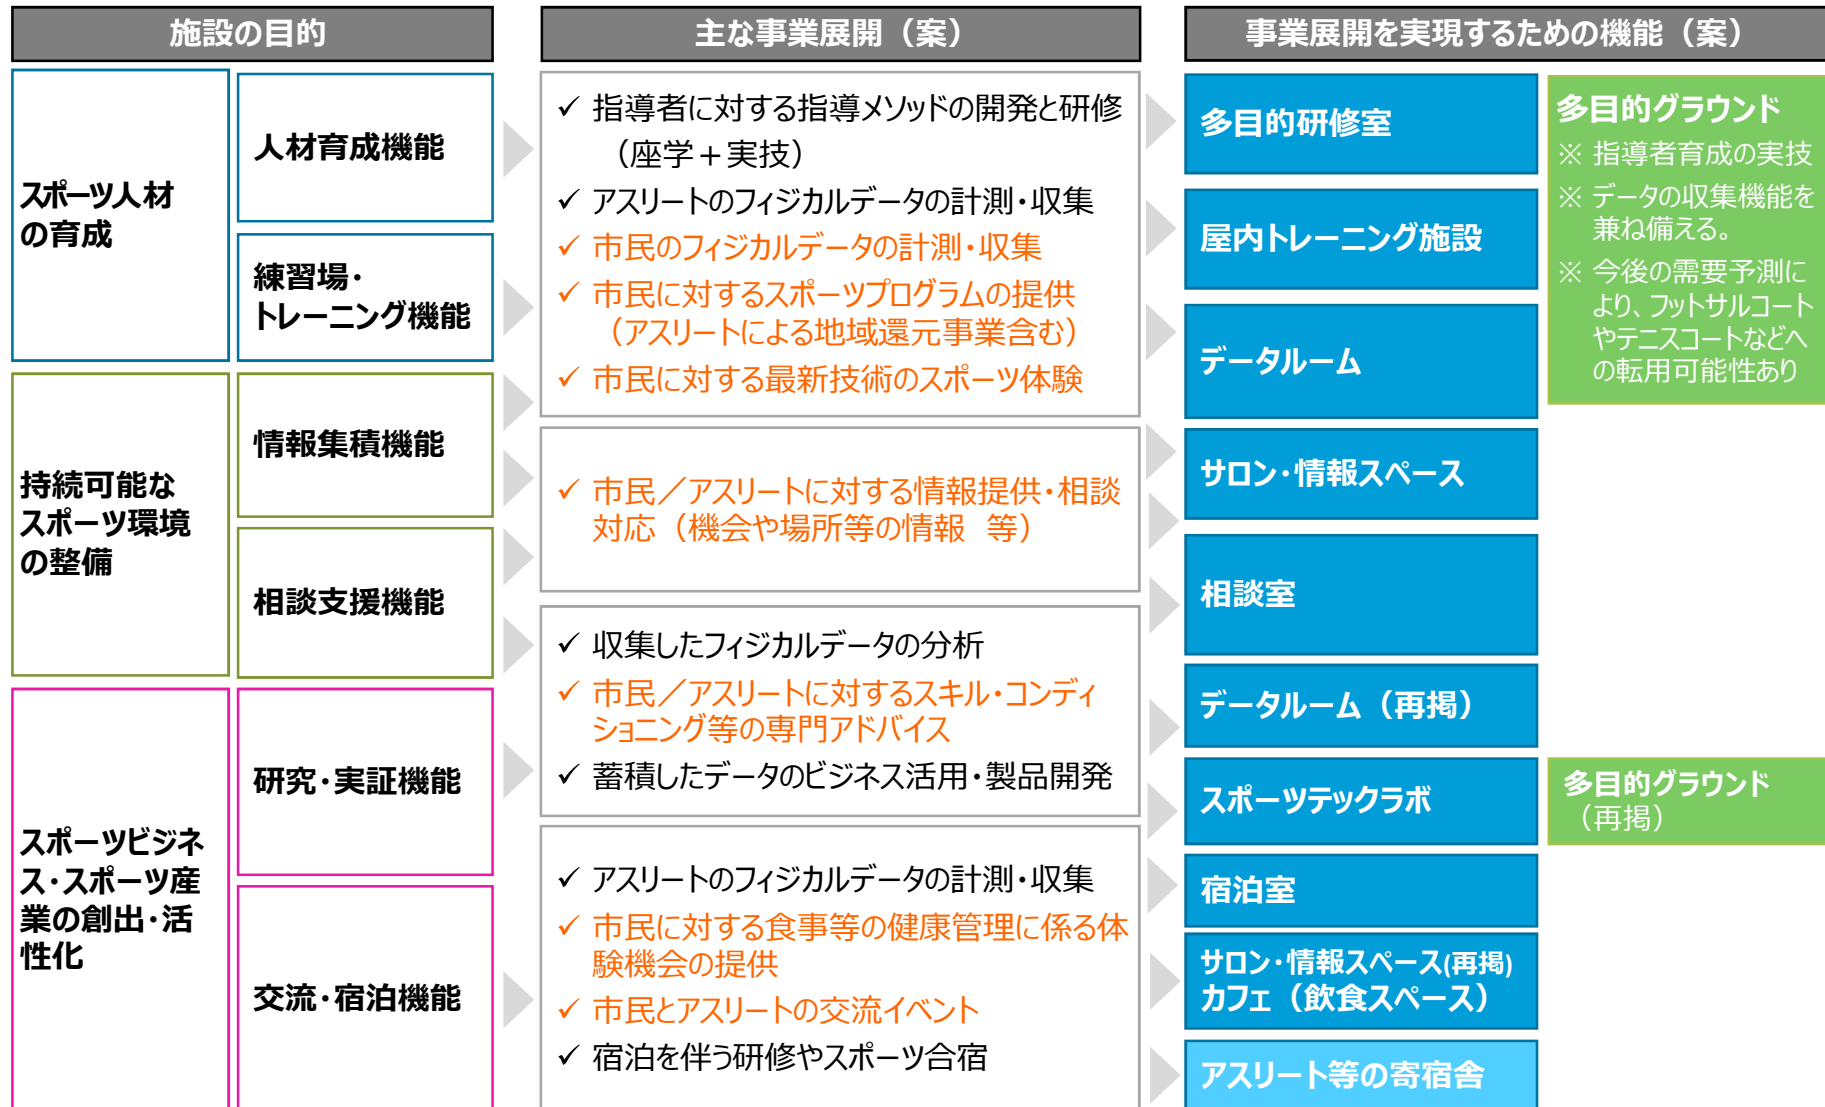 施設の目的
主な事業展開（案）
事業展開を実現するための機能（案）
スポーツ人材
の育成
人材育成機能
練習場・
トレーニング機能
持続可能な
スポーツ環境
の整備
情報集積機能
相談支援機能
スポーツビジネ
ス・スポーツ産
業の創出・活
性化
研究・実証機能
交流・宿泊機能
✓ 指導者に対する指導メソッドの開発と研修
（座学＋実技）
✓ アスリートのフィジカルデータの計測・収集
✓ 市民のフィジカルデータの計測・収集
✓ 市民に対するスポーツプログラムの提供
（アスリートによる地域還元事業含む）
✓ 市民に対する最新技術のスポーツ体験
✓ 市民／アスリートに対する情報提供・相談
対応（機会や場所等の情報　等）
✓ 収集したフィジカルデータの分析
✓ 市民／アスリートに対するスキル・コンディ
ショニング等の専門アドバイス
✓ 蓄積したデータのビジネス活用・製品開発
✓ アスリートのフィジカルデータの計測・収集
✓ 市民に対する食事等の健康管理に係る体
験機会の提供
✓ 市民とアスリートの交流イベント
✓ 宿泊を伴う研修やスポーツ合宿
多目的研修室
屋内トレーニング施設
データルーム
サロン・情報スペース
相談室
データルーム（再掲）
スポーツテックラボ
宿泊室
サロン・情報スペース(再掲)
カフェ（飲食スペース）
アスリート等の寄宿舎
多目的グラウンド
※ 指導者育成の実技
※ データの収集機能を
兼ね備える。
※ 今後の需要予測に
より、フットサルコート
やテニスコートなどへ
の転用可能性あり
多目的グラウンド
（再掲）